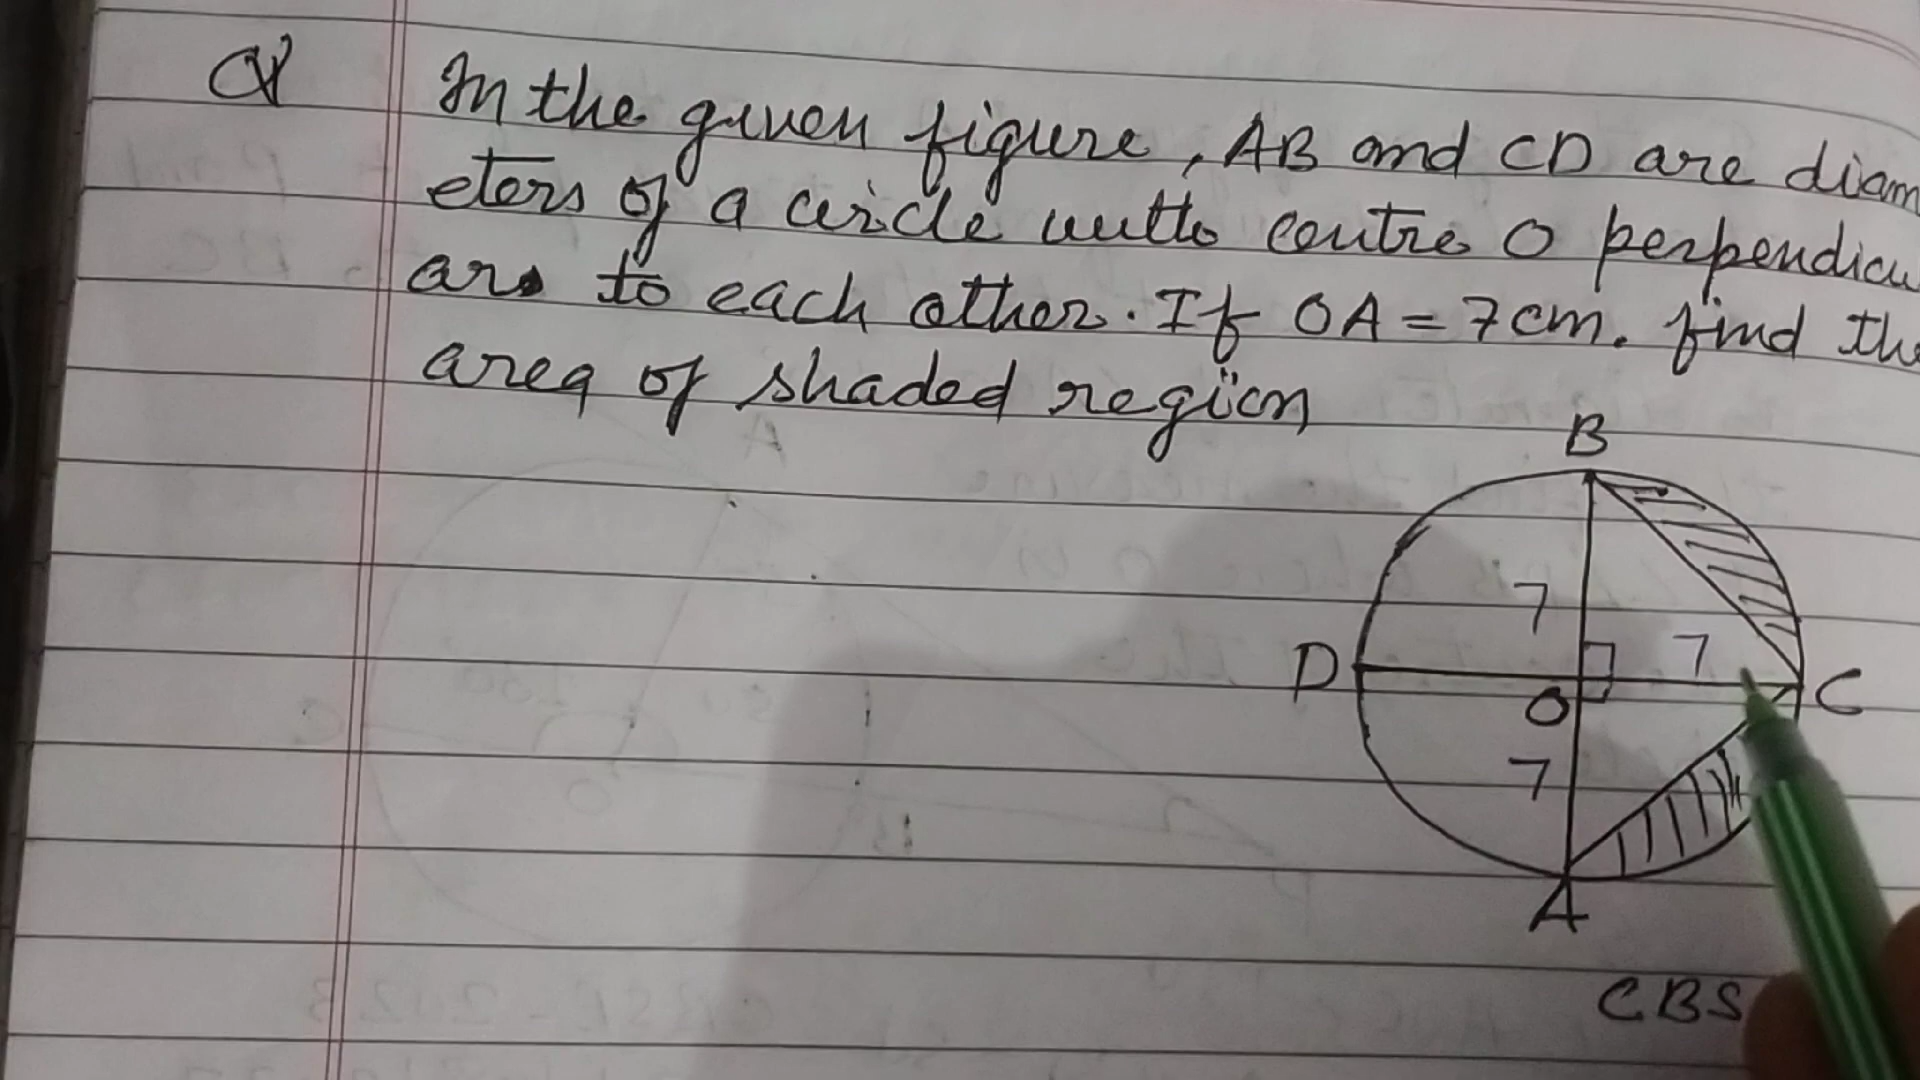 Q
In the given figure, AB and CD are diam
eters of a circle with centre O perpendicu
ars to each other. If OA = 7cm. find the
area of shaded region
B
7
7
D
C
O
7
A
CBS